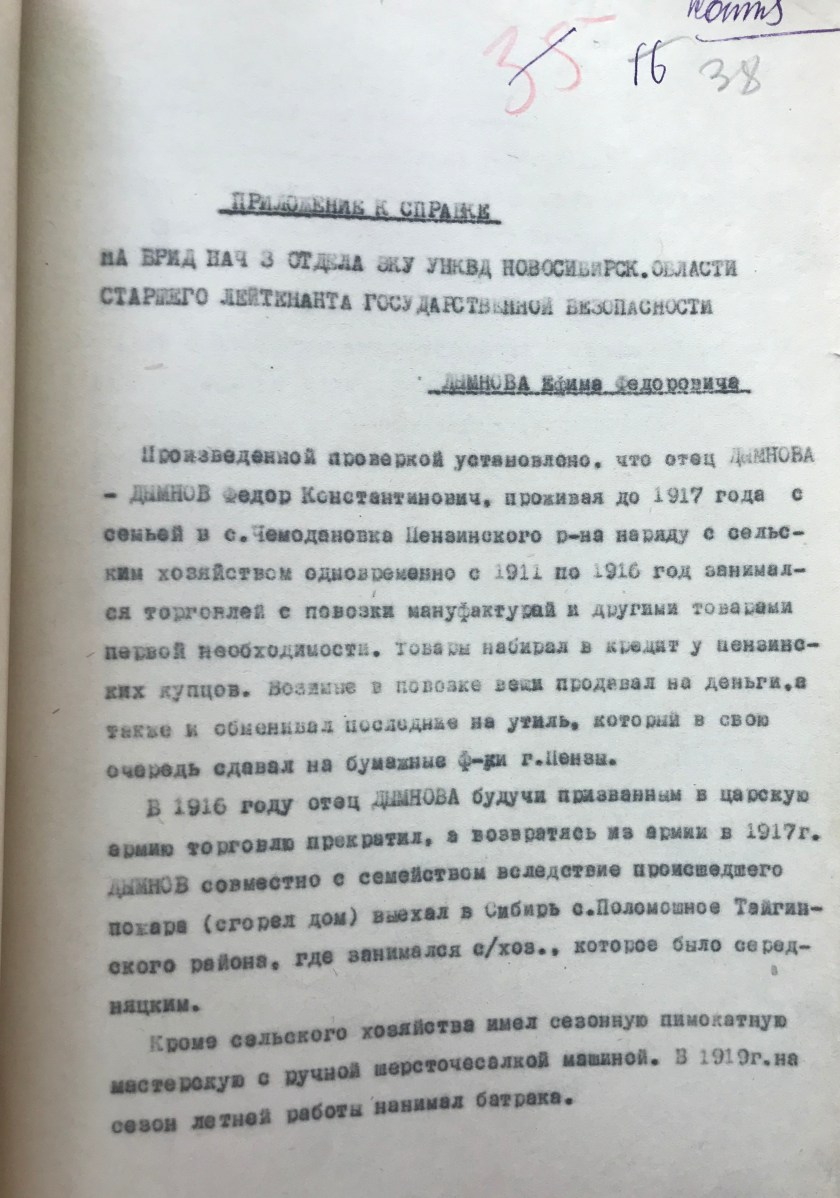 35 16 38
ПРИЛОЖЕНИЕ К СПРАВКЕ
НА ВРИД НАЧ 3 ОТДЕЛА ЭКУ УНКВД НОВОСИБИРСК.ОБЛАСТИ
СТАРШЕГО ЛЕЙТЕНАНТА ГОСУДАРСТВЕННОЙ БЕЗОПАСНОСТИ
ДЫМНОВА Ефима Федоровича
Произведенной проверкой установлено, что отец ДЫМНОВА
- ДЫМНОВ Федор Константинович, проживая до 1917 года с
семьей в с.Чемодановка Пензинского р-на наряду с сельс-
ким хозяйством одновременно с 1911 по 1916 год занимал-
ся торговлей с повозки мануфактурай и другими товарами
первой необходимости. Товары набирал в кредит у пензинс-
ких купцов. Возимые в повозке вещи продавал на деньги,а
также и обменивал последние на утиль, который в свою
очередь сдавал на бумажные ф-ки г.Пензы.
В 1916 году отец ДЫМНОВА будучи призванным в царскую
армию торговлю прекратил, а возвратясь из армии в 1917г.
ДЫМНОВ совместно с семейством вследствие происшедшего
пожара (сгорел дом) выехал в Сибирь с.Поломошное Тайгин-
ского района, где занимался с/хоз., которое было серед-
няцким.
Кроме сельского хозяйства имел сезонную пимокатную
мастерскую с ручной шерсточесалкой машиной. В 1919г.на
сезон летней работы нанимал батрака.